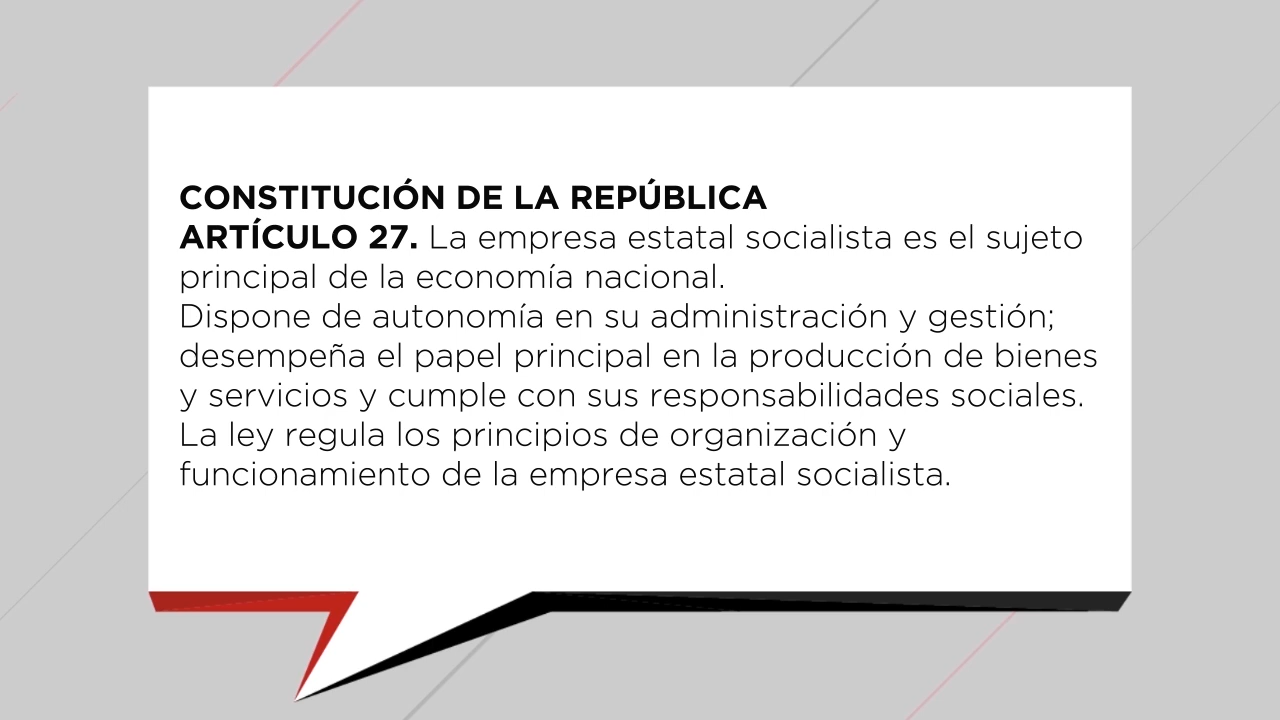 CONSTITUCIÓN DE LA REPÚBLICA
ARTÍCULO 27. La empresa estatal socialista es el sujeto
principal de la economía nacional.
Dispone de autonomía en su administración y gestión;
desempeña el papel principal en la producción de bienes
y servicios y cumple con sus responsabilidades sociales.
La ley regula los principios de organización y
funcionamiento de la empresa estatal socialista.